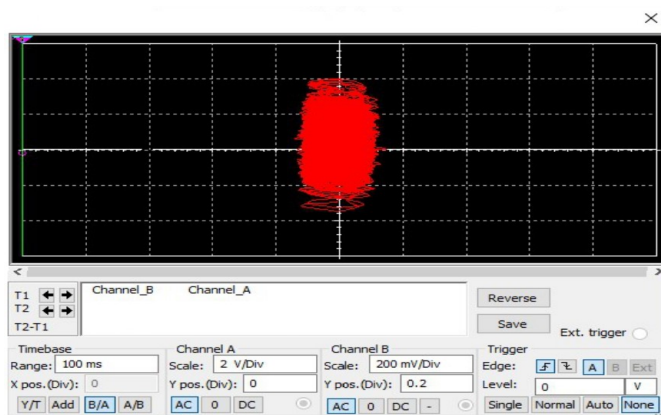 T1
T2
T2-T1
Channel_B Channel_A
Reverse
Save
Ext. trigger
Timebase
Range: 100 ms
X pos.(Div): 0
Y/T Add B/A A/B
Channel A
Scale: 2 V/Div
Y pos.(Div): 0
AC 0 DC
Channel B
Scale: 200 mV/Div
Y pos.(Div): 0.2
AC 0 DC -
Trigger
Edge: A B Ext
Level: 0 V
Single Normal Auto None